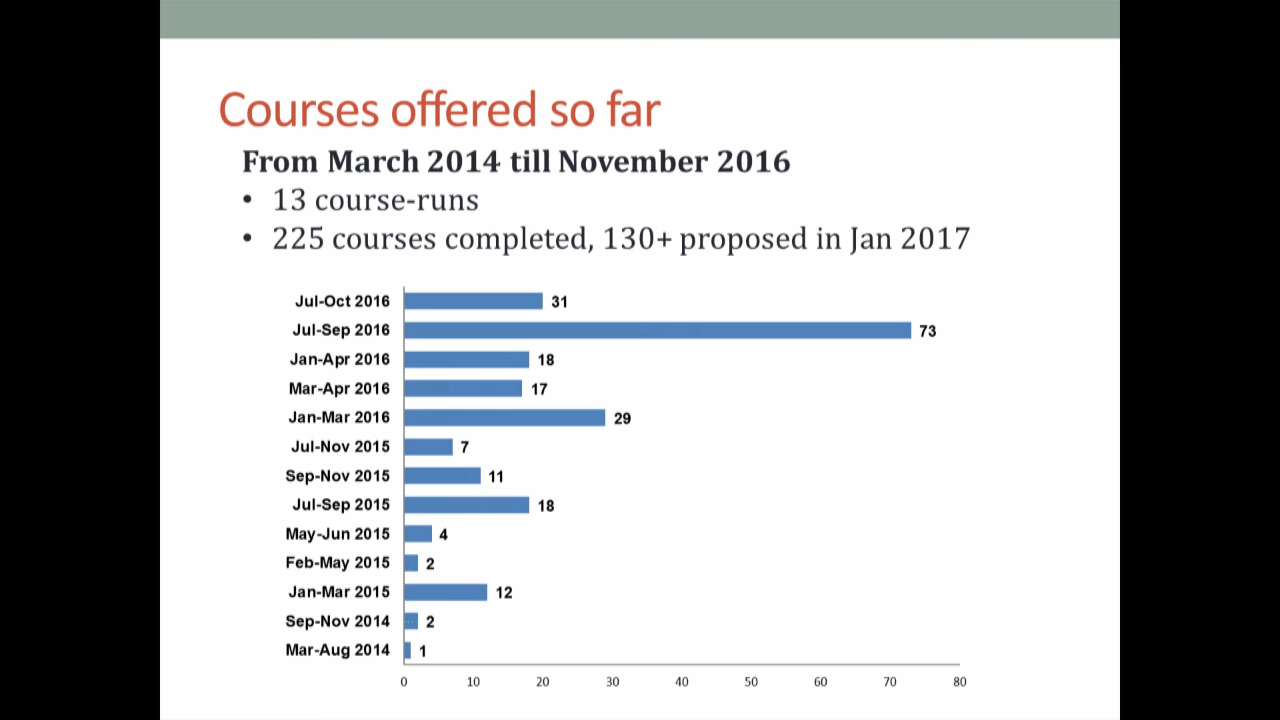 Courses offered so far
From March 2014 till November 2016
• 13 course-runs
• 225 courses completed, 130+ proposed in Jan 2017
Jul-Oct 2016 31
Jul-Sep 2016 73
Jan-Apr 2016 18
Mar-Apr 2016 17
Jan-Mar 2016 29
Jul-Nov 2015 7
Sep-Nov 2015 11
Jul-Sep 2015 18
May-Jun 2015 4
Feb-May 2015 2
Jan-Mar 2015 12
Sep-Nov 2014 2
Mar-Aug 2014 1
0 10 20 30 40 50 60 70 80